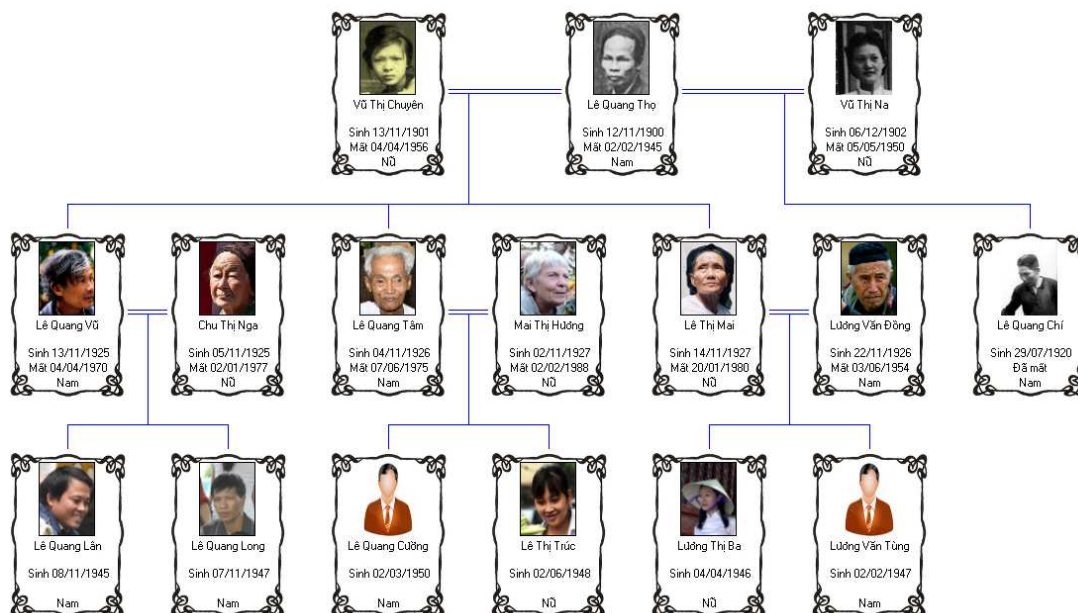 Vũ Thị Chuyên
Sinh 13/11/1901
Mất 04/04/1956
Nữ
Lê Quang Thọ
Sinh 12/11/1900
Mất 02/02/1945
Nam
Vũ Thị Na
Sinh 06/12/1902
Mất 05/05/1950
Nữ
Lê Quang Vũ
Sinh 13/11/1925
Mất 04/04/1970
Nam
Chu Thị Nga
Sinh 05/11/1925
Mất 02/01/1977
Nữ
Lê Quang Tâm
Sinh 04/11/1926
Mất 07/06/1975
Nam
Mai Thị Hương
Sinh 02/11/1927
Mất 02/02/1988
Nữ
Lê Thị Mai
Sinh 14/11/1927
Mất 20/01/1980
Nữ
Lương Văn Đồng
Sinh 22/11/1926
Mất 03/06/1954
Nam
Lê Quang Chí
Sinh 29/07/1920
Đã mất
Nam
Lê Quang Lân
Sinh 08/11/1945
Nam
Lê Quang Long
Sinh 07/11/1947
Nam
Lê Quang Cường
Sinh 02/03/1950
Nam
Lê Thị Trúc
Sinh 02/06/1948
Nữ
Lương Thị Ba
Sinh 04/04/1946
Nữ
Lương Văn Tùng
Sinh 02/02/1947
Nam